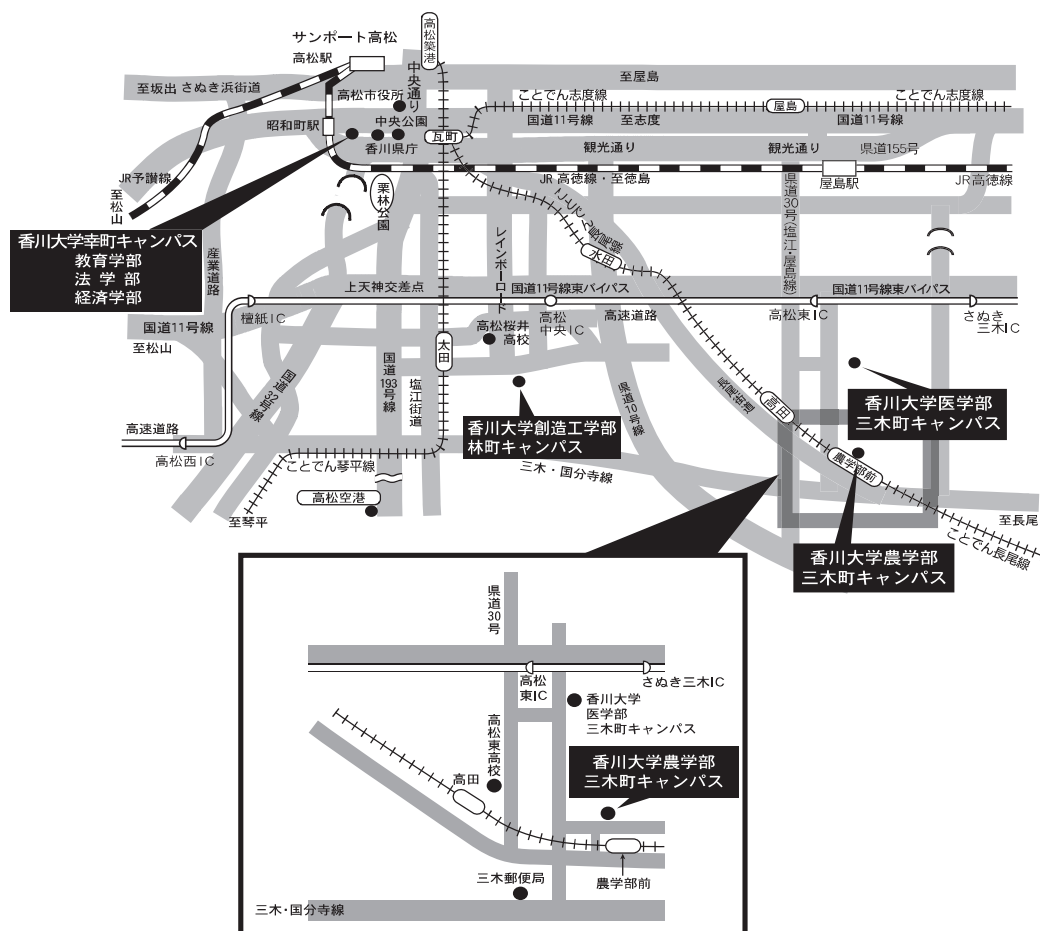 サンポート高松
高松駅
高松築港
中央通り
至坂出 さぬき浜街道
高松市役所
至屋島
ことでん志度線
屋島
ことでん志度線
国道11号線
至志度
国道11号線
昭和町駅
中央公園
瓦町
香川県庁
観光通り
観光通り
県道155号
JR予讃線
至松山
栗林公園
JR高徳線・至徳島
屋島駅
JR高徳線
県道30号(塩江・屋島線)
香川大学幸町キャンパス
教育学部
法学部
経済学部
産業道路
レインボーロード
ことでん長尾線
水田
上天神交差点
国道11号線東バイパス
国道11号線東バイパス
檀紙IC
高松
中央IC
高速道路
高松東IC
さぬき
三木IC
国道11号線
至松山
太田
高松桜井
高校
国道32号線
国道193号線
塩江街道
県道10号線
長尾街道
高田
香川大学医学部
三木町キャンパス
香川大学創造工学部
林町キャンパス
高速道路
高松西IC
ことでん琴平線
三木・国分寺線
農学部前
高松空港
至琴平
至長尾
ことでん長尾線
香川大学農学部
三木町キャンパス
県道30号
高松
東IC
さぬき三木IC
香川大学
医学部
三木町キャンパス
高松東高校
香川大学農学部
三木町キャンパス
高田
三木郵便局
農学部前
三木・国分寺線